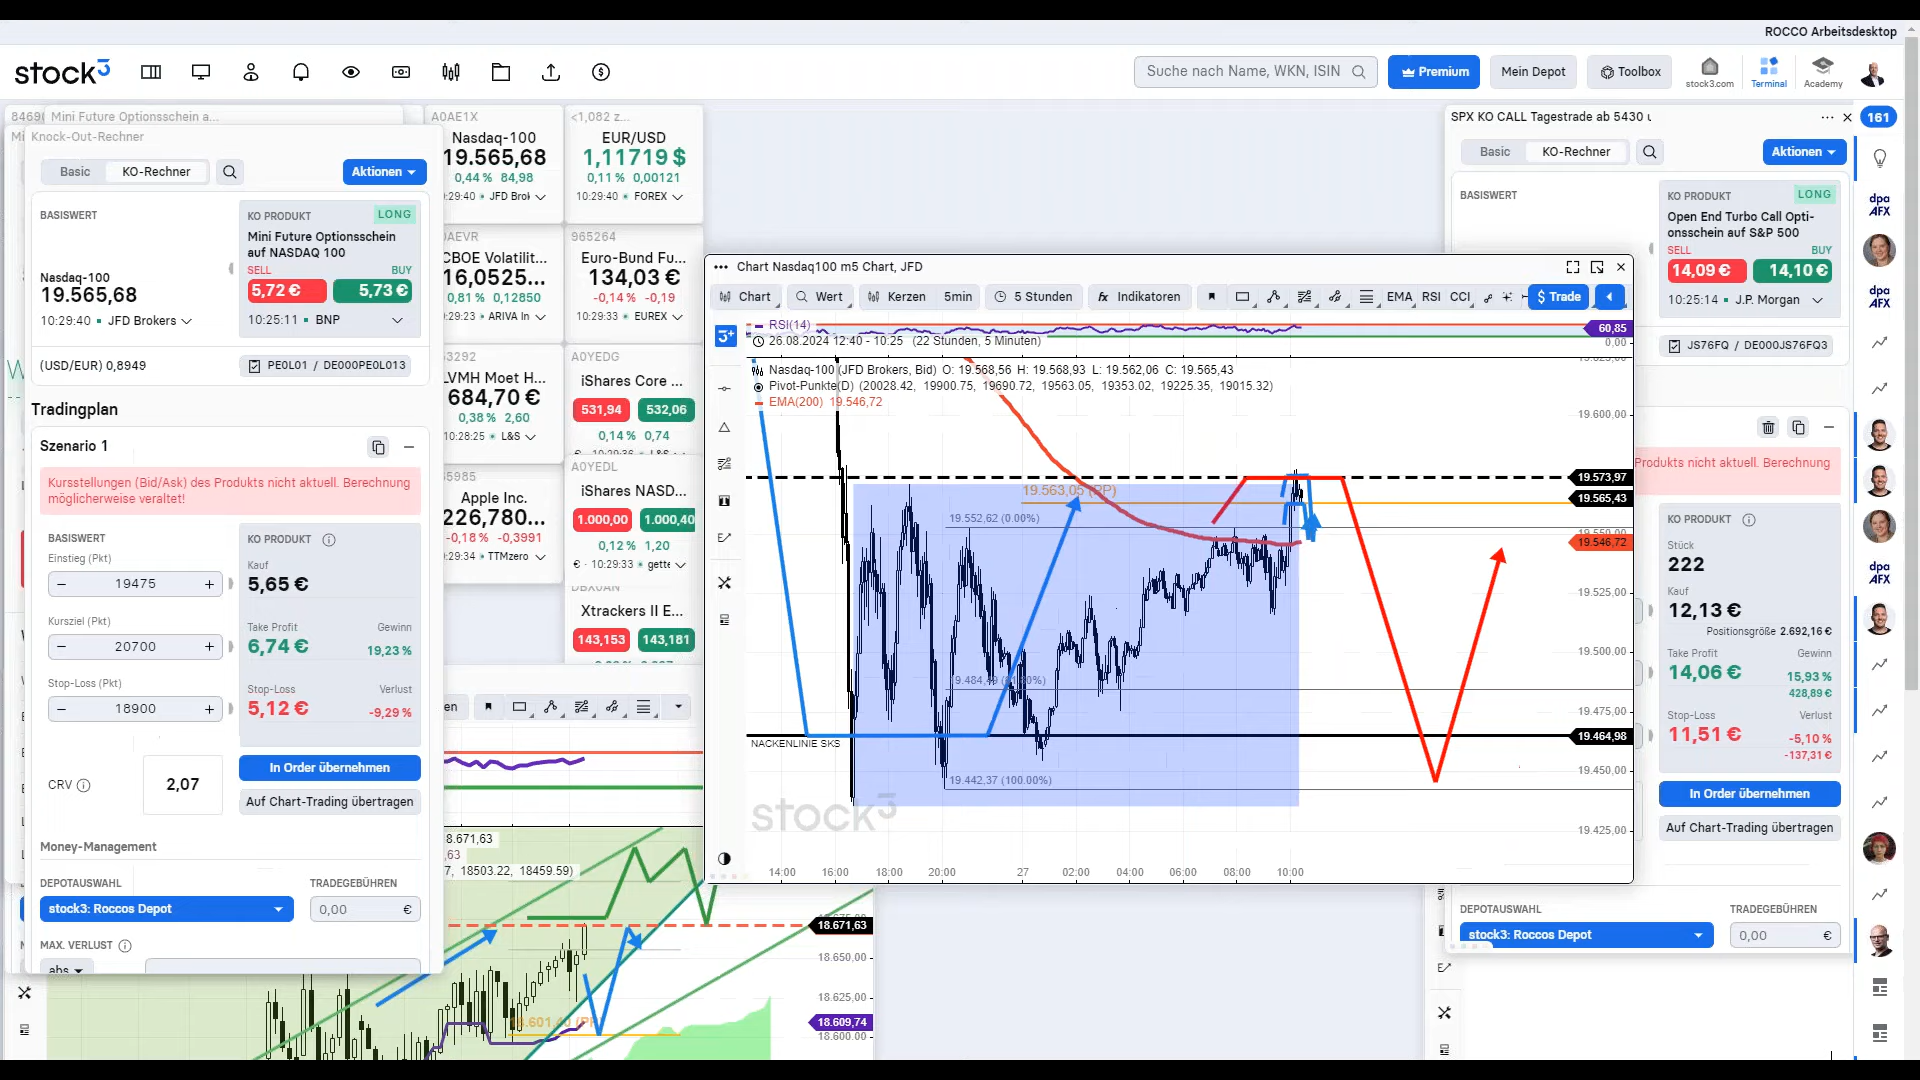 ROCCO Arbeitsdesktop
stock3
Suche nach Name, WKN, ISIN
Premium
Mein Depot
Toolbox
stock3.com
Terminal
Academy
Mini Future Optionsschein a...
Knock-Out-Rechner
Basic
KO-Rechner
Aktionen
BASISWERT
Nasdaq-100
19.565,68
10:29:40 JFD Brokers
KO PRODUKT LONG
Mini Future Optionsschein
auf NASDAQ 100
SELL BUY
5,72 € 5,73 €
10:25:11 BNP
(USD/EUR) 0,8949
PE0L01 / DE000PE0L013
Tradingplan
Szenario 1
Kursstellungen (Bid/Ask) des Produkts nicht aktuell. Berechnung
möglicherweise veraltet!
BASISWERT
Einstieg (Pkt)
− 19475 +
Kursziel (Pkt)
− 20700 +
Stop-Loss (Pkt)
− 18900 +
KO PRODUKT
Kauf
5,65 €
Take Profit Gewinn
6,74 € 19,23 %
Stop-Loss Verlust
5,12 € -9,29 %
CRV
2,07
In Order übernehmen
Auf Chart-Trading übertragen
Money-Management
DEPOTAUSWAHL
stock3: Roccos Depot
TRADEGEBÜHREN
0,00 €
MAX. VERLUST
abs
A0AE1X
Nasdaq-100
19.565,68
0,44 % 84,98
10:29:40 JFD Brok
<1,082 z...
EUR/USD
1,11719 $
0,11 % 0,00121
10:29:40 FOREX
CBOE Volatilit...
16,0525...
0,81 % 0,12850
ARIVA In
965264
Euro-Bund Fu...
134,03 €
-0,14 % -0,19
10:29:33 EUREX
LVMH Moet H...
684,70 €
0,38 % 2,60
10:28:25 L&S
A0YEDG
iShares Core ...
531,94 532,06
0,14 % 0,74
Apple Inc.
226,780...
-0,18 % -0,3991
TTMzero
A0YEDL
iShares NASD...
1.000,00 1.000,40
0,12 % 1,20
€ 10:29:33 gette
Xtrackers II E...
143,153 143,181
Chart Nasdaq100 m5 Chart, JFD
Chart
Wert
Kerzen
5min
5 Stunden
Indikatoren
EMA RSI CCI
Trade
RSI(14)
60,85
0,00
26.08.2024 12:40 - 10:25 (22 Stunden, 5 Minuten)
Nasdaq-100 (JFD Brokers, Bid) O: 19.568,56 H: 19.568,93 L: 19.562,06 C: 19.565,43
Pivot-Punkte(D) (20028.42, 19900.75, 19690.72, 19563.05, 19353.02, 19225.35, 19015.32)
EMA(200) 19.546,72
19.600,00
19.573,97
19.565,43
19.546,72
19.525,00
19.500,00
19.475,00
19.464,98
19.450,00
19.425,00
19.563,05 (PP)
19.552,62 (0.00%)
NACKENLINIE SKS
19.442,37 (100.00%)
stock3
14:00 16:00 18:00 20:00 27 02:00 04:00 06:00 08:00 10:00
18503.22, 18459.59)
18.671,63
18.650,00
18.625,00
18.609,74
18.600,00
SPX KO CALL Tagestrade ab 5430 u
161
Basic
KO-Rechner
Aktionen
BASISWERT
KO PRODUKT LONG
Open End Turbo Call Opti-
onsschein auf S&P 500
SELL BUY
14,09 € 14,10 €
10:25:14 J.P. Morgan
JS76FQ / DE000JS76FQ3
Produkts nicht aktuell. Berechnung
KO PRODUKT
Stück
222
Kauf
12,13 €
Positionsgröße 2.692,16 €
Take Profit Gewinn
14,06 € 15,93 %
428,89 €
Stop-Loss Verlust
11,51 € -5,10 %
-137,31 €
In Order übernehmen
Auf Chart-Trading übertragen
DEPOTAUSWAHL
stock3: Roccos Depot
TRADEGEBÜHREN
0,00 €
dpa
AFX
dpa
AFX
dpa
AFX